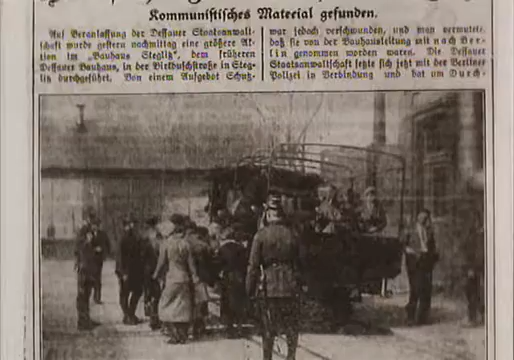 Kommunistisches Material gefunden.
Auf Veranlassung der Dessauer Staatsanwalt-
schaft wurde gestern nachmittag eine größere Ak-
tion im „Bauhaus Steglitz“, dem früheren
Dessauer Bauhaus, in der Birkbuschstraße in Steg-
litz durchgeführt. Von einem Aufgebot Schutz-
war jedoch verschwunden, und man vermutete,
daß sie von der Bauhausleitung mit nach Ber-
lin genommen worden waren. Die Dessauer
Staatsanwaltschaft setzte sich jetzt mit der Berliner
Polizei in Verbindung und bat um Durch-